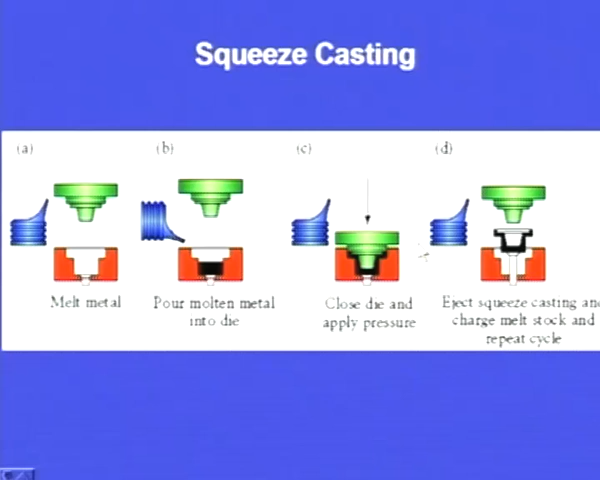 Squeeze Casting
(a) (b) (c) (d)
Melt metal
Pour molten metal
into die
Close die and
apply pressure
Eject squeeze casting and
charge melt stock and
repeat cycle